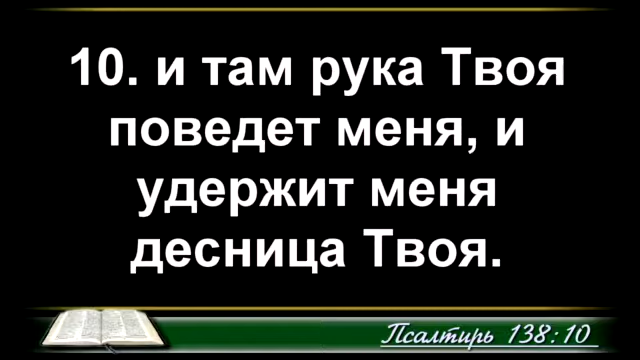 10. и там рука Твоя
поведет меня, и
удержит меня
десница Твоя.
Псалтирь 138:10